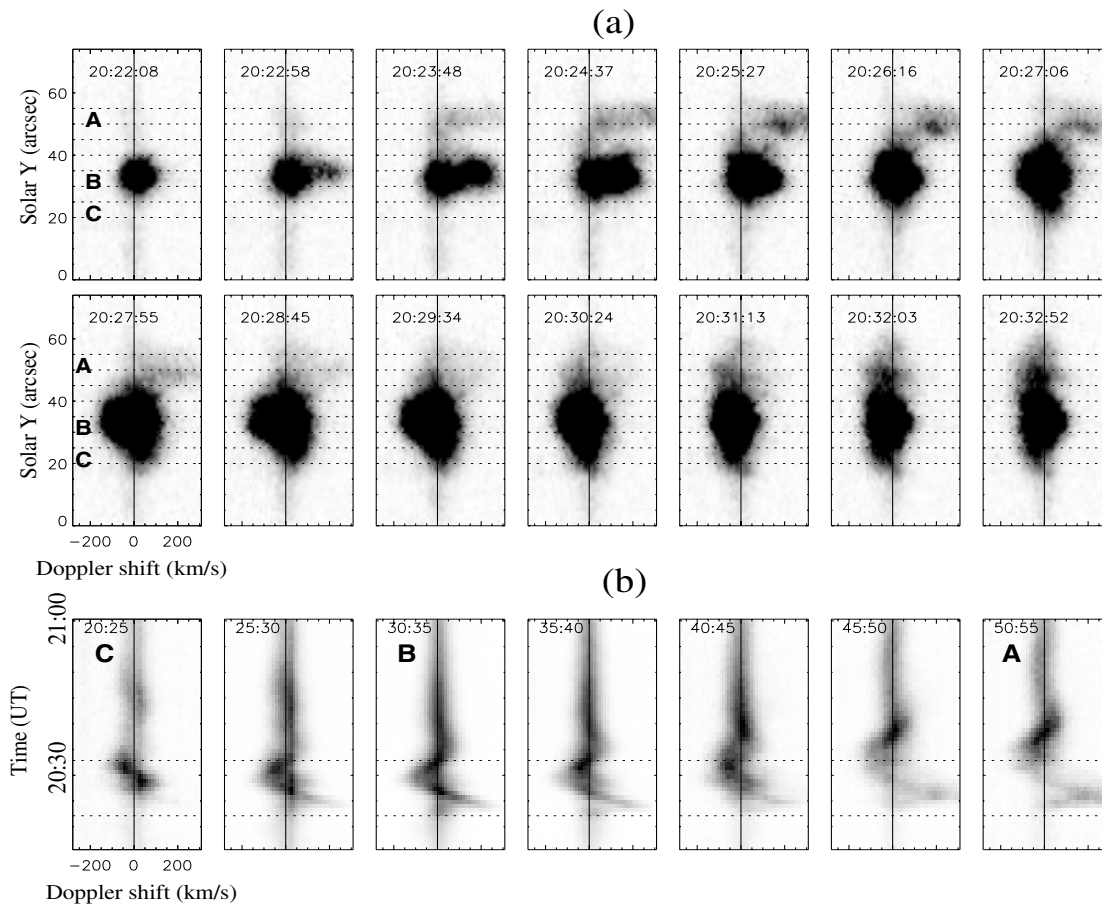 (a)
20:22:08 20:22:58 20:23:48 20:24:37 20:25:27 20:26:16 20:27:06
60
A
40
B
C
20
0
Solar Y (arcsec)
20:27:55 20:28:45 20:29:34 20:30:24 20:31:13 20:32:03 20:32:52
60
A
40
B
C
20
0
Solar Y (arcsec)
−200 0 200
Doppler shift (km/s)
(b)
20:25 25:30 30:35 35:40 40:45 45:50 50:55
C B A
21:00
20:30
Time (UT)
−200 0 200
Doppler shift (km/s)